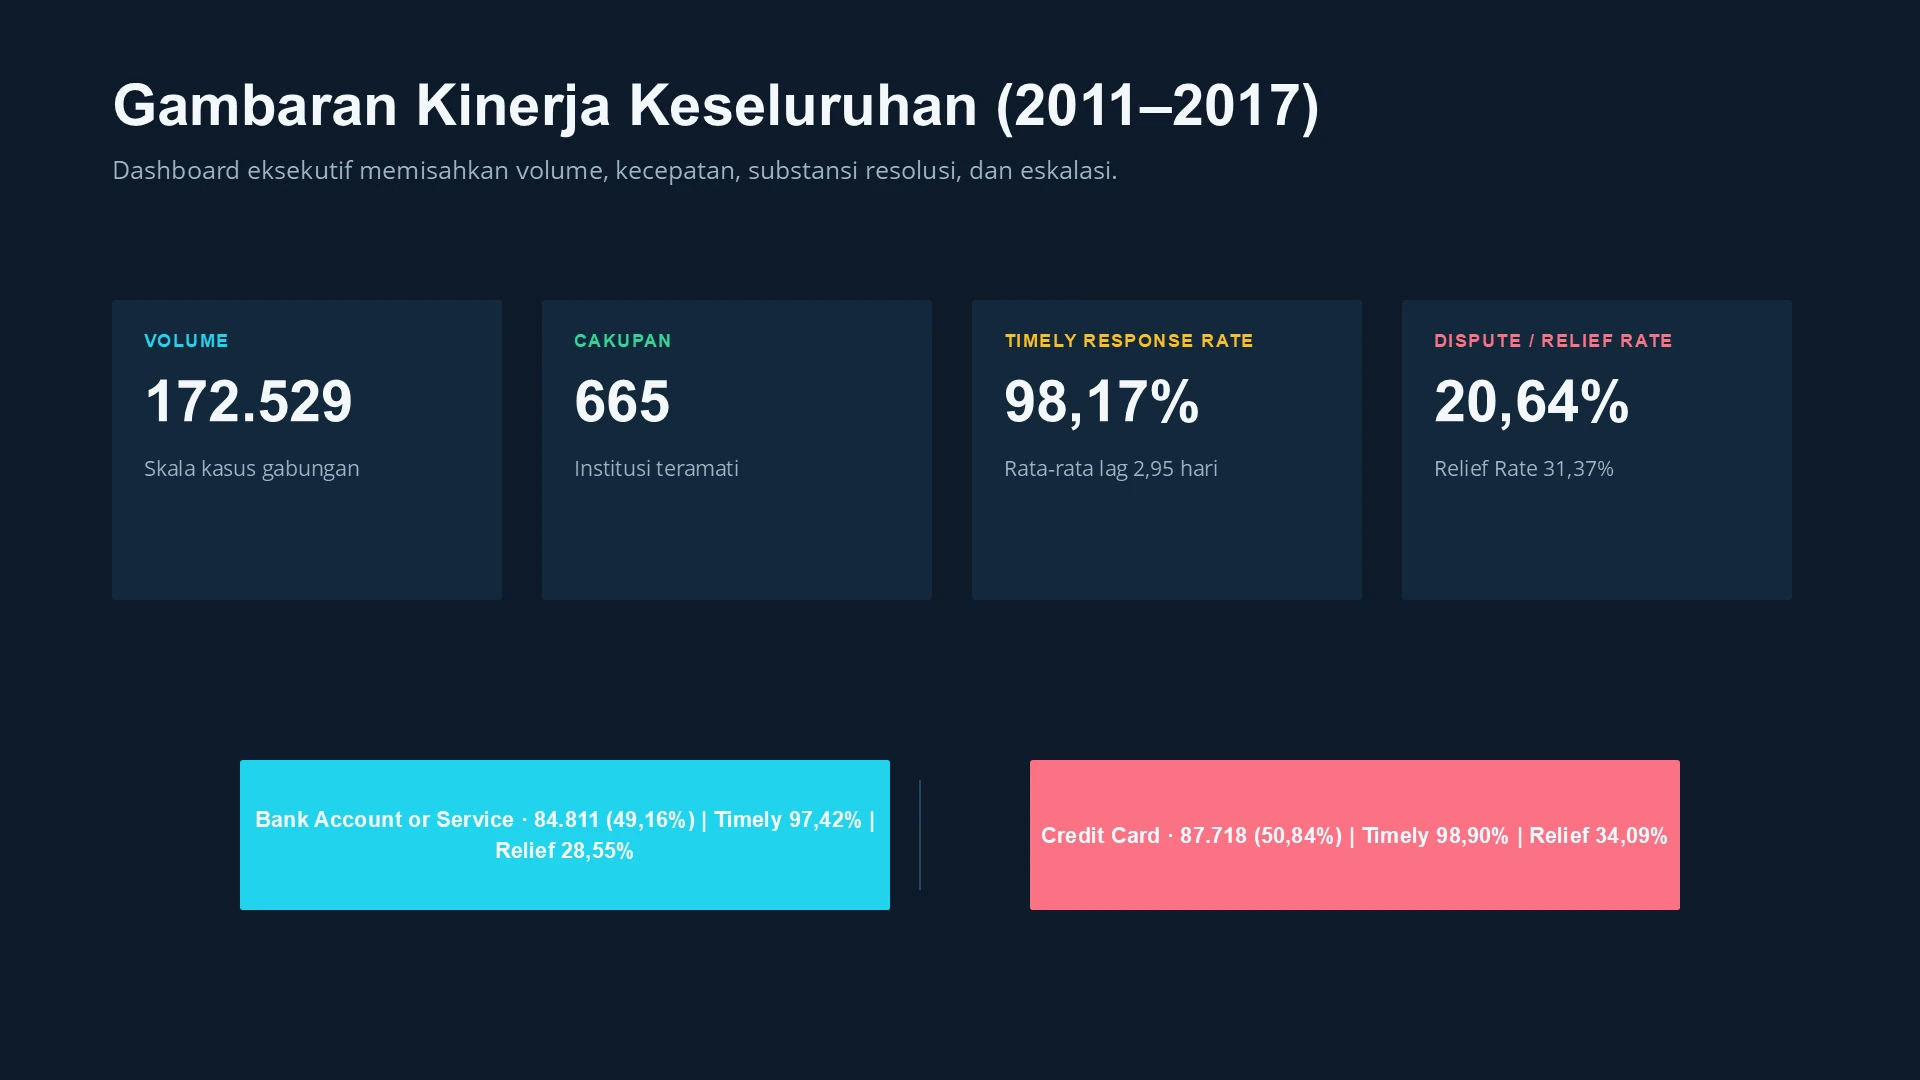 Gambaran Kinerja Keseluruhan (2011–2017)
Dashboard eksekutif memisahkan volume, kecepatan, substansi resolusi, dan eskalasi.
VOLUME
172.529
Skala kasus gabungan
CAKUPAN
665
Institusi teramati
TIMELY RESPONSE RATE
98,17%
Rata-rata lag 2,95 hari
DISPUTE / RELIEF RATE
20,64%
Relief Rate 31,37%
Bank Account or Service · 84.811 (49,16%) | Timely 97,42% |
Relief 28,55%
Credit Card · 87.718 (50,84%) | Timely 98,90% | Relief 34,09%